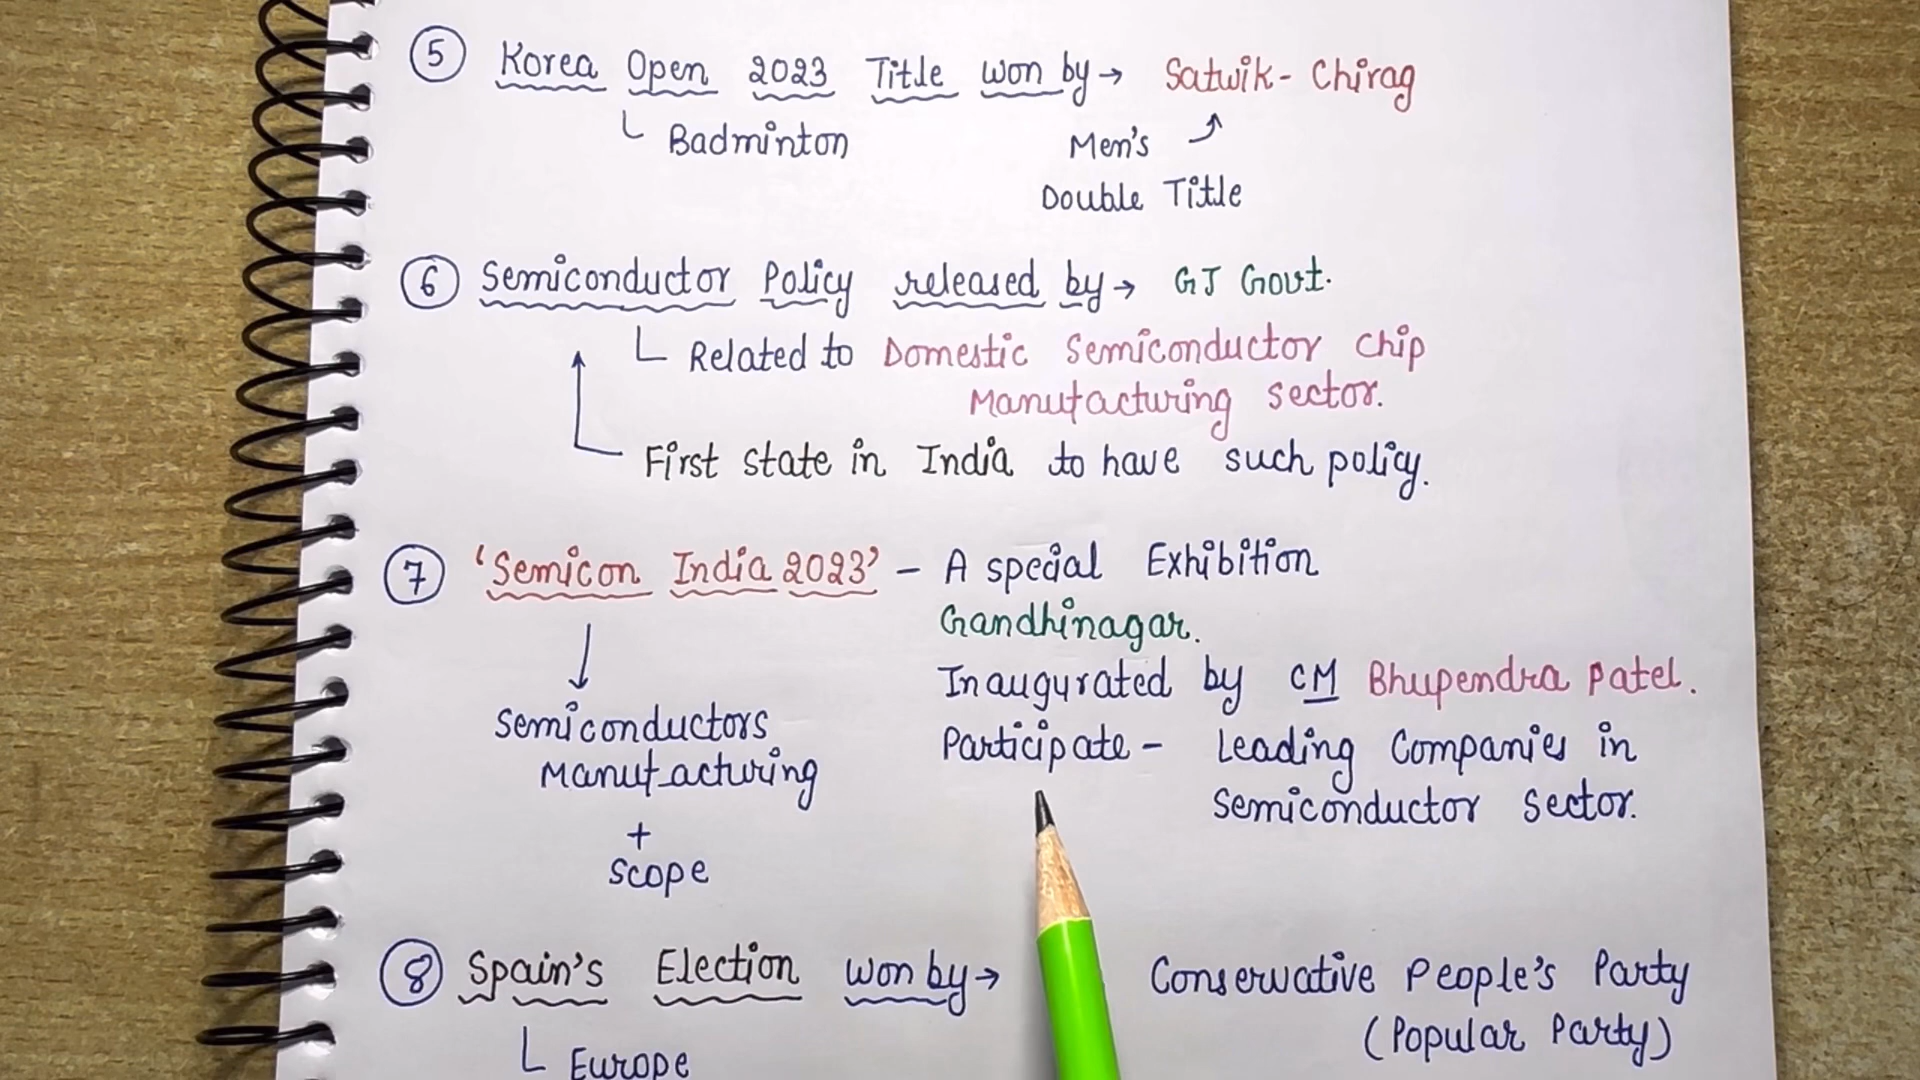 5 Korea Open 2023 Title won by → Satwik - Chirag
Badminton Men's
Double Title
6 Semiconductor Policy released by → GJ Govt.
Related to Domestic Semiconductor Chip
Manufacturing sector.
First state in India to have such policy.
7 'Semicon India 2023' - A special Exhibition
Gandhinagar.
Inaugurated by CM Bhupendra Patel.
Semiconductors
Manufacturing
+
Scope
Participate - Leading Companies in
Semiconductor Sector.
8 Spain's Election won by → Conservative People's Party
(Popular Party)
Europe